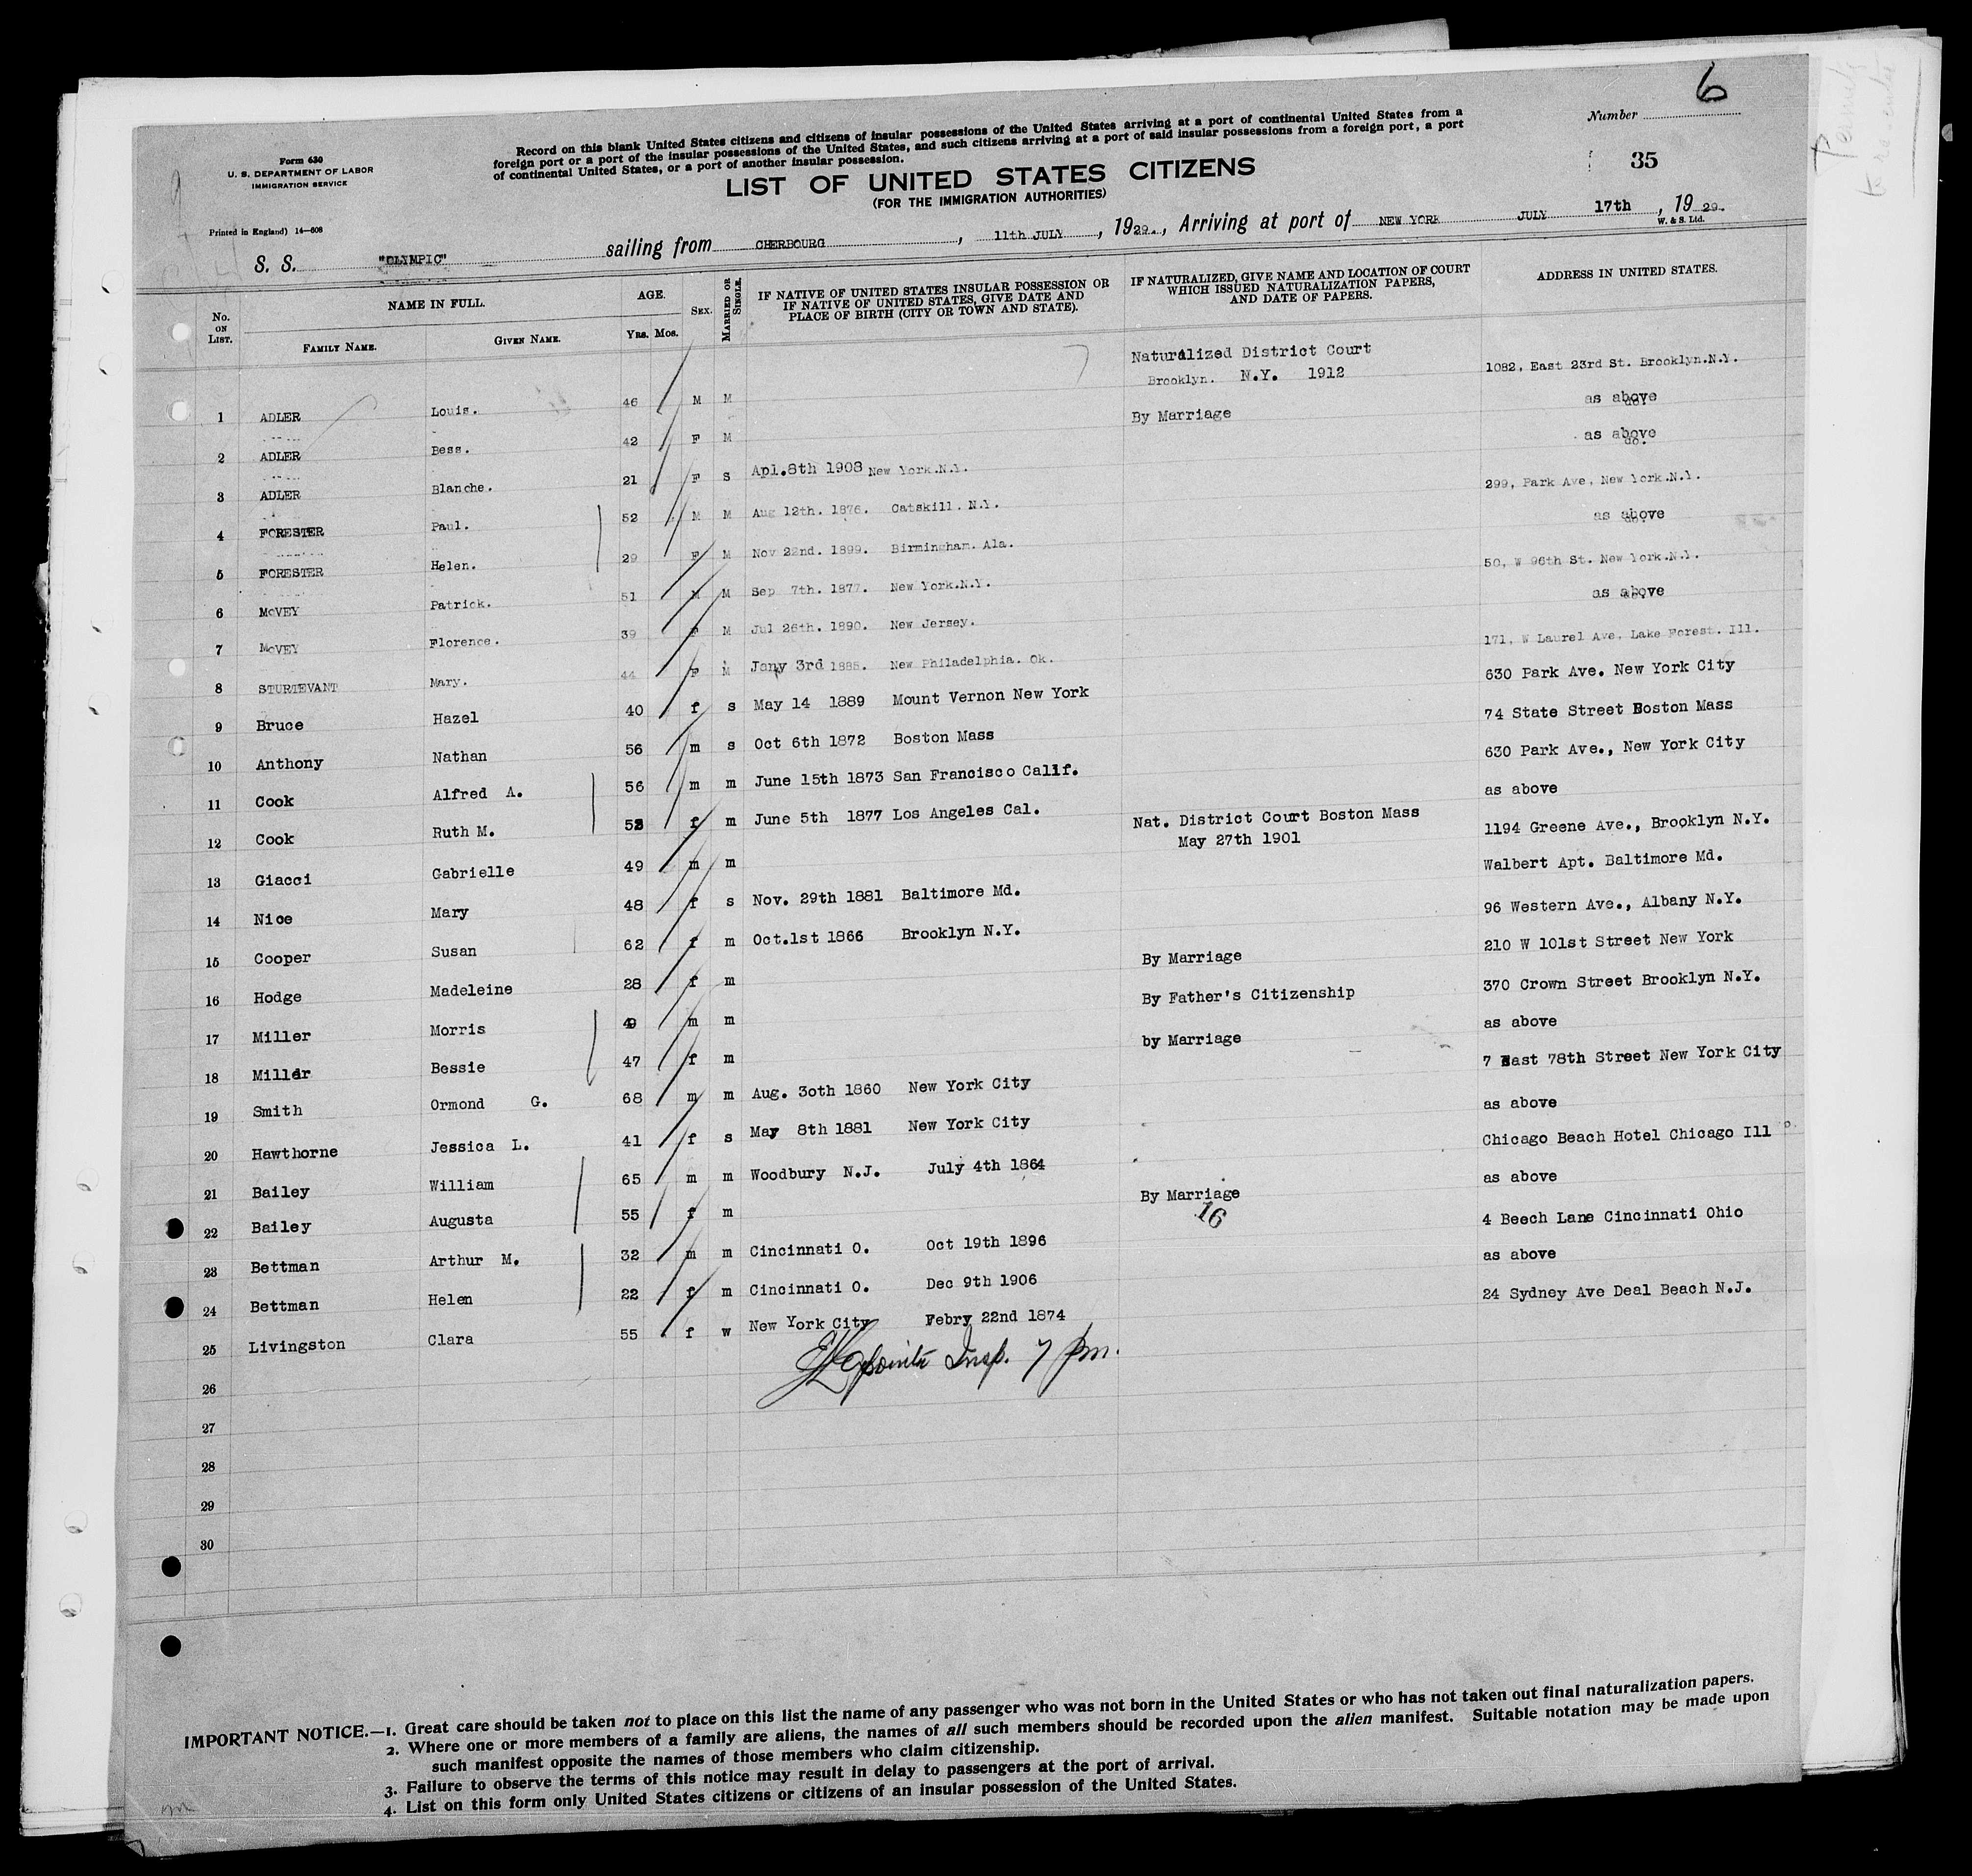 6
Number
35
Form 630
U. S. DEPARTMENT OF LABOR
IMMIGRATION SERVICE
Printed in England) 14—608
Record on this blank United States citizens and citizens of insular possessions of the United States arriving at a port of continental United States from a
foreign port or a port of the insular possessions of the United States, and such citizens arriving at a port of said insular possessions from a foreign port, a port
of continental United States, or a port of another insular possession.
LIST OF UNITED STATES CITIZENS
(FOR THE IMMIGRATION AUTHORITIES)
S. S. "OLYMPIC" sailing from CHERBOURG, 11th JULY, 1929., Arriving at port of NEW YORK JULY 17th, 1929.
W. & S. Ltd.
No. ON LIST. NAME IN FULL. AGE. SEX. MARRIED OR SINGLE. IF NATIVE OF UNITED STATES INSULAR POSSESSION OR IF NATIVE OF UNITED STATES, GIVE DATE AND PLACE OF BIRTH (CITY OR TOWN AND STATE). IF NATURALIZED, GIVE NAME AND LOCATION OF COURT WHICH ISSUED NATURALIZATION PAPERS, AND DATE OF PAPERS. ADDRESS IN UNITED STATES.
FAMILY NAME. GIVEN NAME. YRS. MOS.
1 ADLER Louis. 46 M M Naturalized District Court Brooklyn. N.Y. 1912 1082, East 23rd St. Brooklyn.N.Y.
2 ADLER Bess. 42 F M By Marriage as above
3 ADLER Blanche. 21 F S Apl.8th 1908 New York.N.Y. as above
4 FORESTER Paul. 52 M M Aug 12th. 1876. Catskill. N.Y. 299, Park Ave, New York.N.Y.
5 FORESTER Helen. 29 F M Nov 22nd. 1899. Birmingham. Ala. as above
6 McVEY Patrick. 51 M M Sep 7th. 1877. New York.N.Y. 50, W 96th St. New York.N.Y.
7 McVEY Florence. 39 F M Jul 26th. 1890. New Jersey. as above
8 STURTEVANT Mary. 44 F M Jany 3rd 1885. New Philadelphia. Ok. 171, W Laurel Ave, Lake Forest. Ill.
9 Bruce Hazel 40 f s May 14 1889 Mount Vernon New York 630 Park Ave. New York City
10 Anthony Nathan 56 m s Oct 6th 1872 Boston Mass 74 State Street Boston Mass
11 Cook Alfred A. 56 m m June 15th 1873 San Francisco Calif. 630 Park Ave., New York City
12 Cook Ruth M. f m June 5th 1877 Los Angeles Cal. as above
13 Giacci Gabrielle 49 m m Nat. District Court Boston Mass May 27th 1901 1194 Greene Ave., Brooklyn N.Y.
14 Nice Mary 48 f s Nov. 29th 1881 Baltimore Md. Walbert Apt. Baltimore Md.
15 Cooper Susan 62 f m Oct.1st 1866 Brooklyn N.Y. 96 Western Ave., Albany N.Y.
16 Hodge Madeleine 28 f m By Marriage 210 W 101st Street New York
17 Miller Morris 49 m m By Father's Citizenship 370 Crown Street Brooklyn N.Y.
18 Miller Bessie 47 f m by Marriage as above
19 Smith Ormond G. 68 m m Aug. 3oth 1860 New York City 7 East 78th Street New York City
20 Hawthorne Jessica L. 41 f s May 8th 1881 New York City as above
21 Bailey William 65 m m Woodbury N.J. July 4th 1864 Chicago Beach Hotel Chicago Ill
22 Bailey Augusta 55 f m By Marriage as above
16
23 Bettman Arthur M. 32 m m Cincinnati O. Oct 19th 1896 4 Beech Lane Cincinnati Ohio
24 Bettman Helen 22 f m Cincinnati O. Dec 9th 1906 as above
25 Livingston Clara 55 f w New York City Febry 22nd 1874 24 Sydney Ave Deal Beach N.J.
Insp. 7 pm.
26
27
28
29
30
IMPORTANT NOTICE.—1. Great care should be taken not to place on this list the name of any passenger who was not born in the United States or who has not taken out final naturalization papers.
2. Where one or more members of a family are aliens, the names of all such members should be recorded upon the alien manifest. Suitable notation may be made upon
such manifest opposite the names of those members who claim citizenship.
3. Failure to observe the terms of this notice may result in delay to passengers at the port of arrival.
4. List on this form only United States citizens or citizens of an insular possession of the United States.